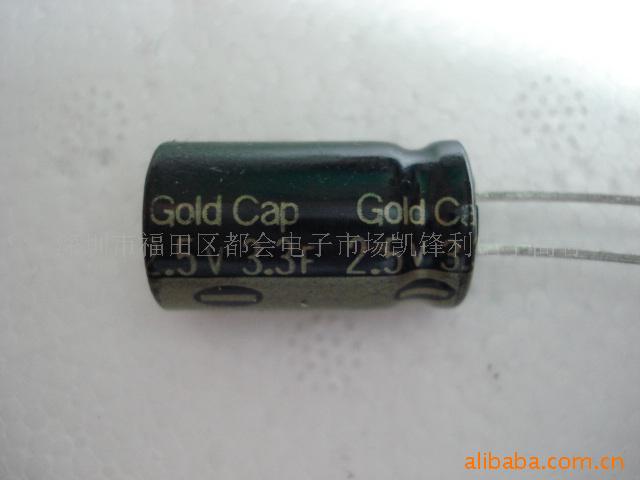 Gold Cap Gold Ca
深圳市福田区都会电子市场凯锋利
2.5V 3.3F 2.5V 3.
alibaba.com.cn